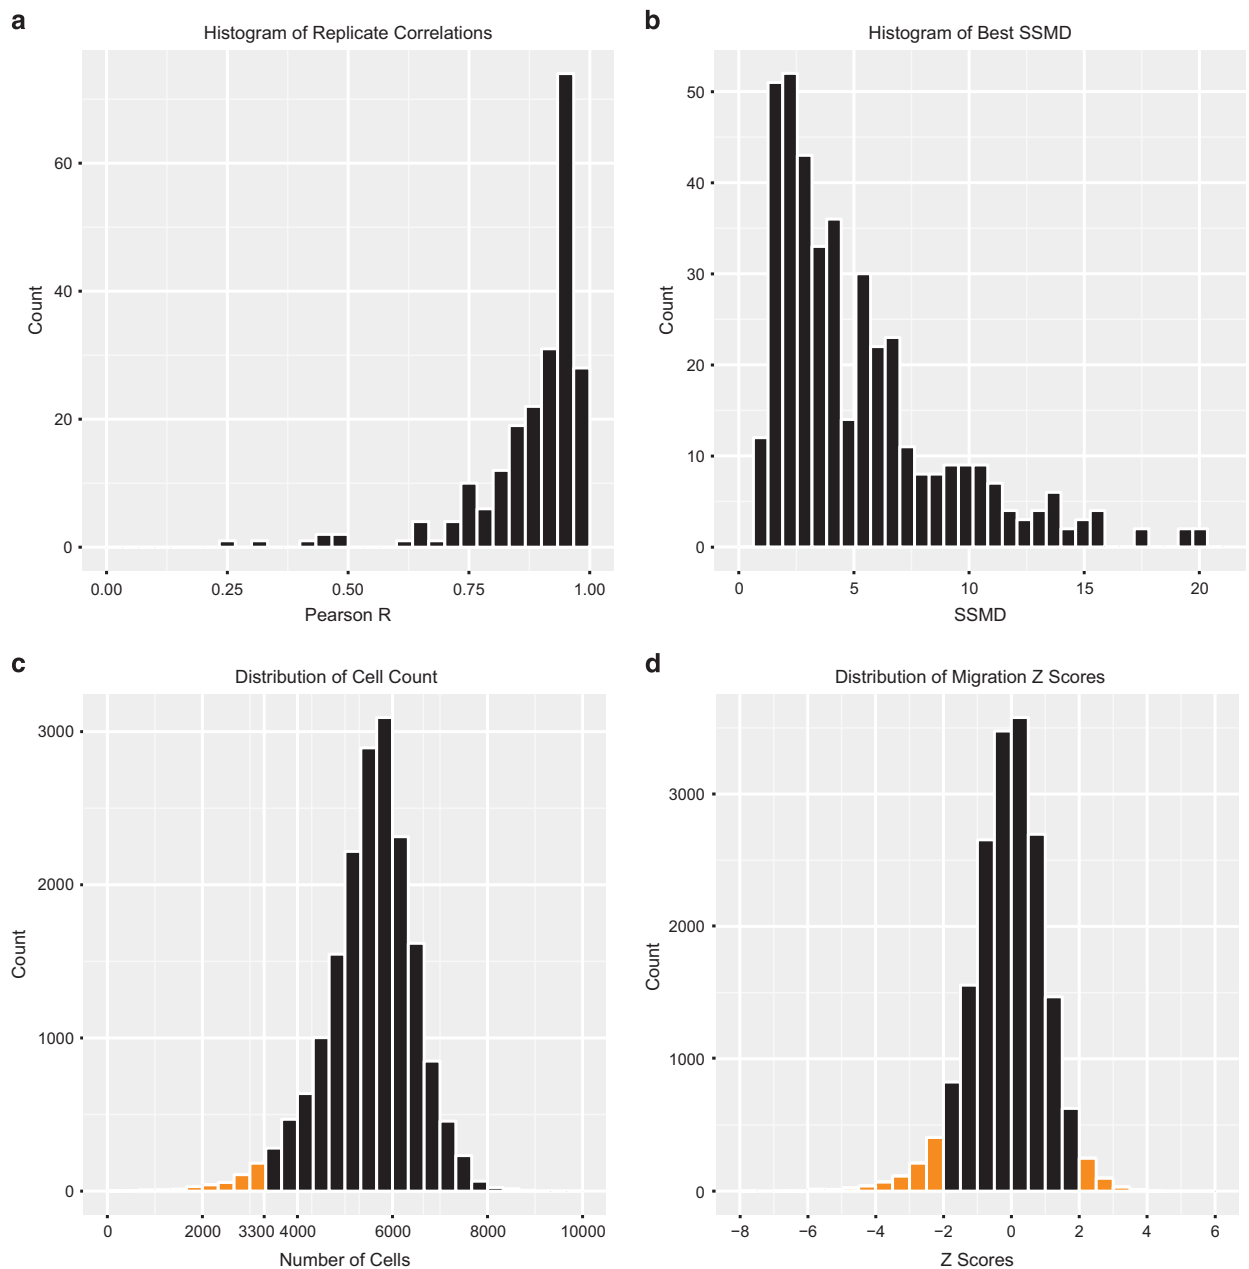 a
Histogram of Replicate Correlations
Count
60
40
20
0
0.00 0.25 0.50 0.75 1.00
Pearson R
b
Histogram of Best SSMD
Count
50
40
30
20
10
0
0 5 10 15 20
SSMD
c
Distribution of Cell Count
Count
3000
2000
1000
0
0 2000 3300 4000 6000 8000 10000
Number of Cells
d
Distribution of Migration Z Scores
Count
3000
2000
1000
0
−8 −6 −4 −2 0 2 4 6
Z Scores